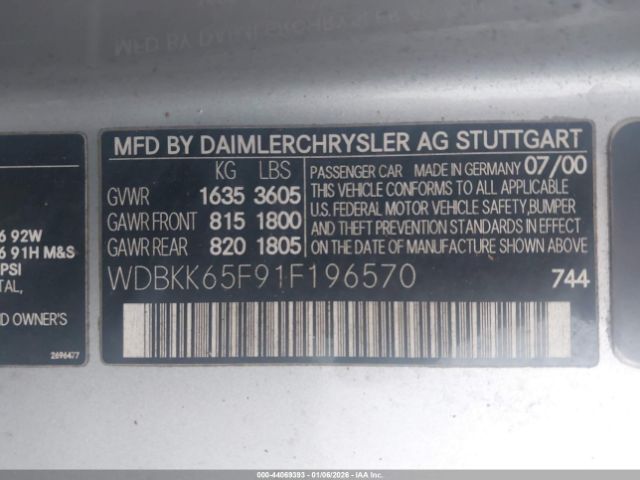 MFD BY DAIMLERCHRYSLER AG STUTTGART
KG LBS
GVWR 1635 3605
GAWR FRONT 815 1800
GAWR REAR 820 1805
PASSENGER CAR MADE IN GERMANY 07/00
THIS VEHICLE CONFORMS TO ALL APPLICABLE
U.S. FEDERAL MOTOR VEHICLE SAFETY, BUMPER
AND THEFT PREVENTION STANDARDS IN EFFECT
ON THE DATE OF MANUFACTURE SHOWN ABOVE
WDBKK65F91F196570 744
6 92W
6 91H M&S
PSI
TAL,
D OWNER'S
2696477
000-44069393 - 01/06/2026 - IAAI.COM